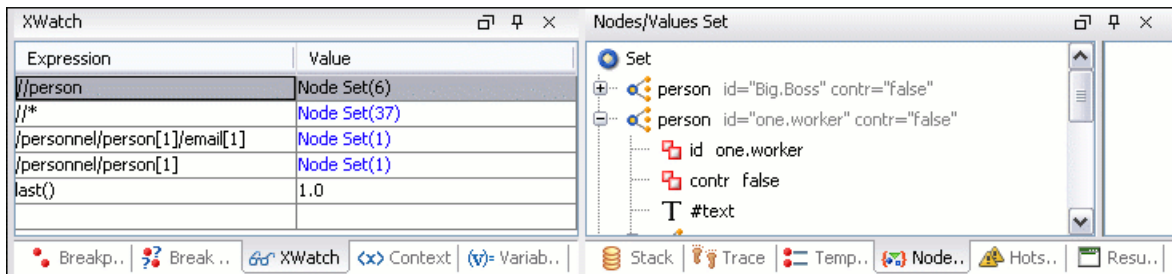 XWatch
Expression Value
//person Node Set(6)
//* Node Set(37)
/personnel/person[1]/email[1] Node Set(1)
/personnel/person[1] Node Set(1)
last() 1.0
Breakp.. Break .. XWatch Context Variab..
Nodes/Values Set
Set
person id="Big.Boss" contr="false"
person id="one.worker" contr="false"
id one.worker
contr false
#text
Stack Trace Temp.. Node.. Hots.. Resu..